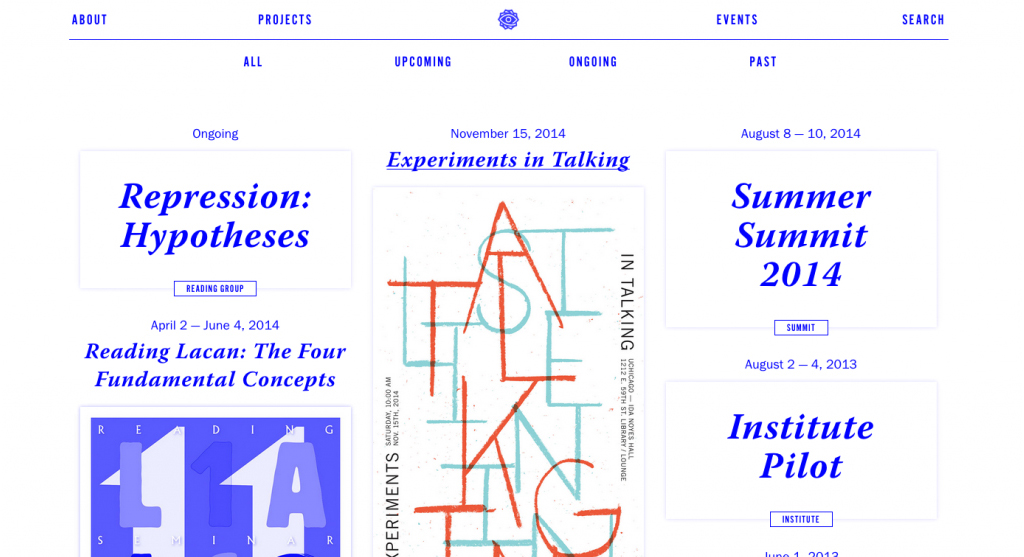 ABOUT
PROJECTS
EVENTS
SEARCH
ALL
UPCOMING
ONGOING
PAST
Ongoing
Repression:
Hypotheses
READING GROUP
April 2 — June 4, 2014
Reading Lacan: The Four
Fundamental Concepts
READING
L1A
SEMINAR
November 15, 2014
Experiments in Talking
IN TALKING
UCHICAGO — IDA NOYES HALL
1212 E. 59TH ST. LIBRARY / LOUNGE
SATURDAY, 10:00 AM
NOV. 15TH, 2014
XPERIMENTS
August 8 — 10, 2014
Summer
Summit
2014
SUMMIT
August 2 — 4, 2013
Institute
Pilot
INSTITUTE
June 1, 2013